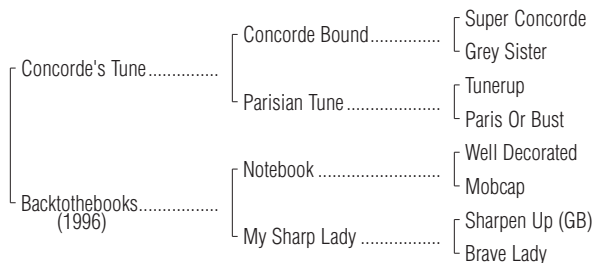 Super Concorde
Concorde Bound...............
Grey Sister
Concorde's Tune...............
Tunerup
Parisian Tune....................
Paris Or Bust
Well Decorated
Notebook ..........................
Mobcap
Backtothebooks.................
(1996)
Sharpen Up (GB)
My Sharp Lady .................
Brave Lady